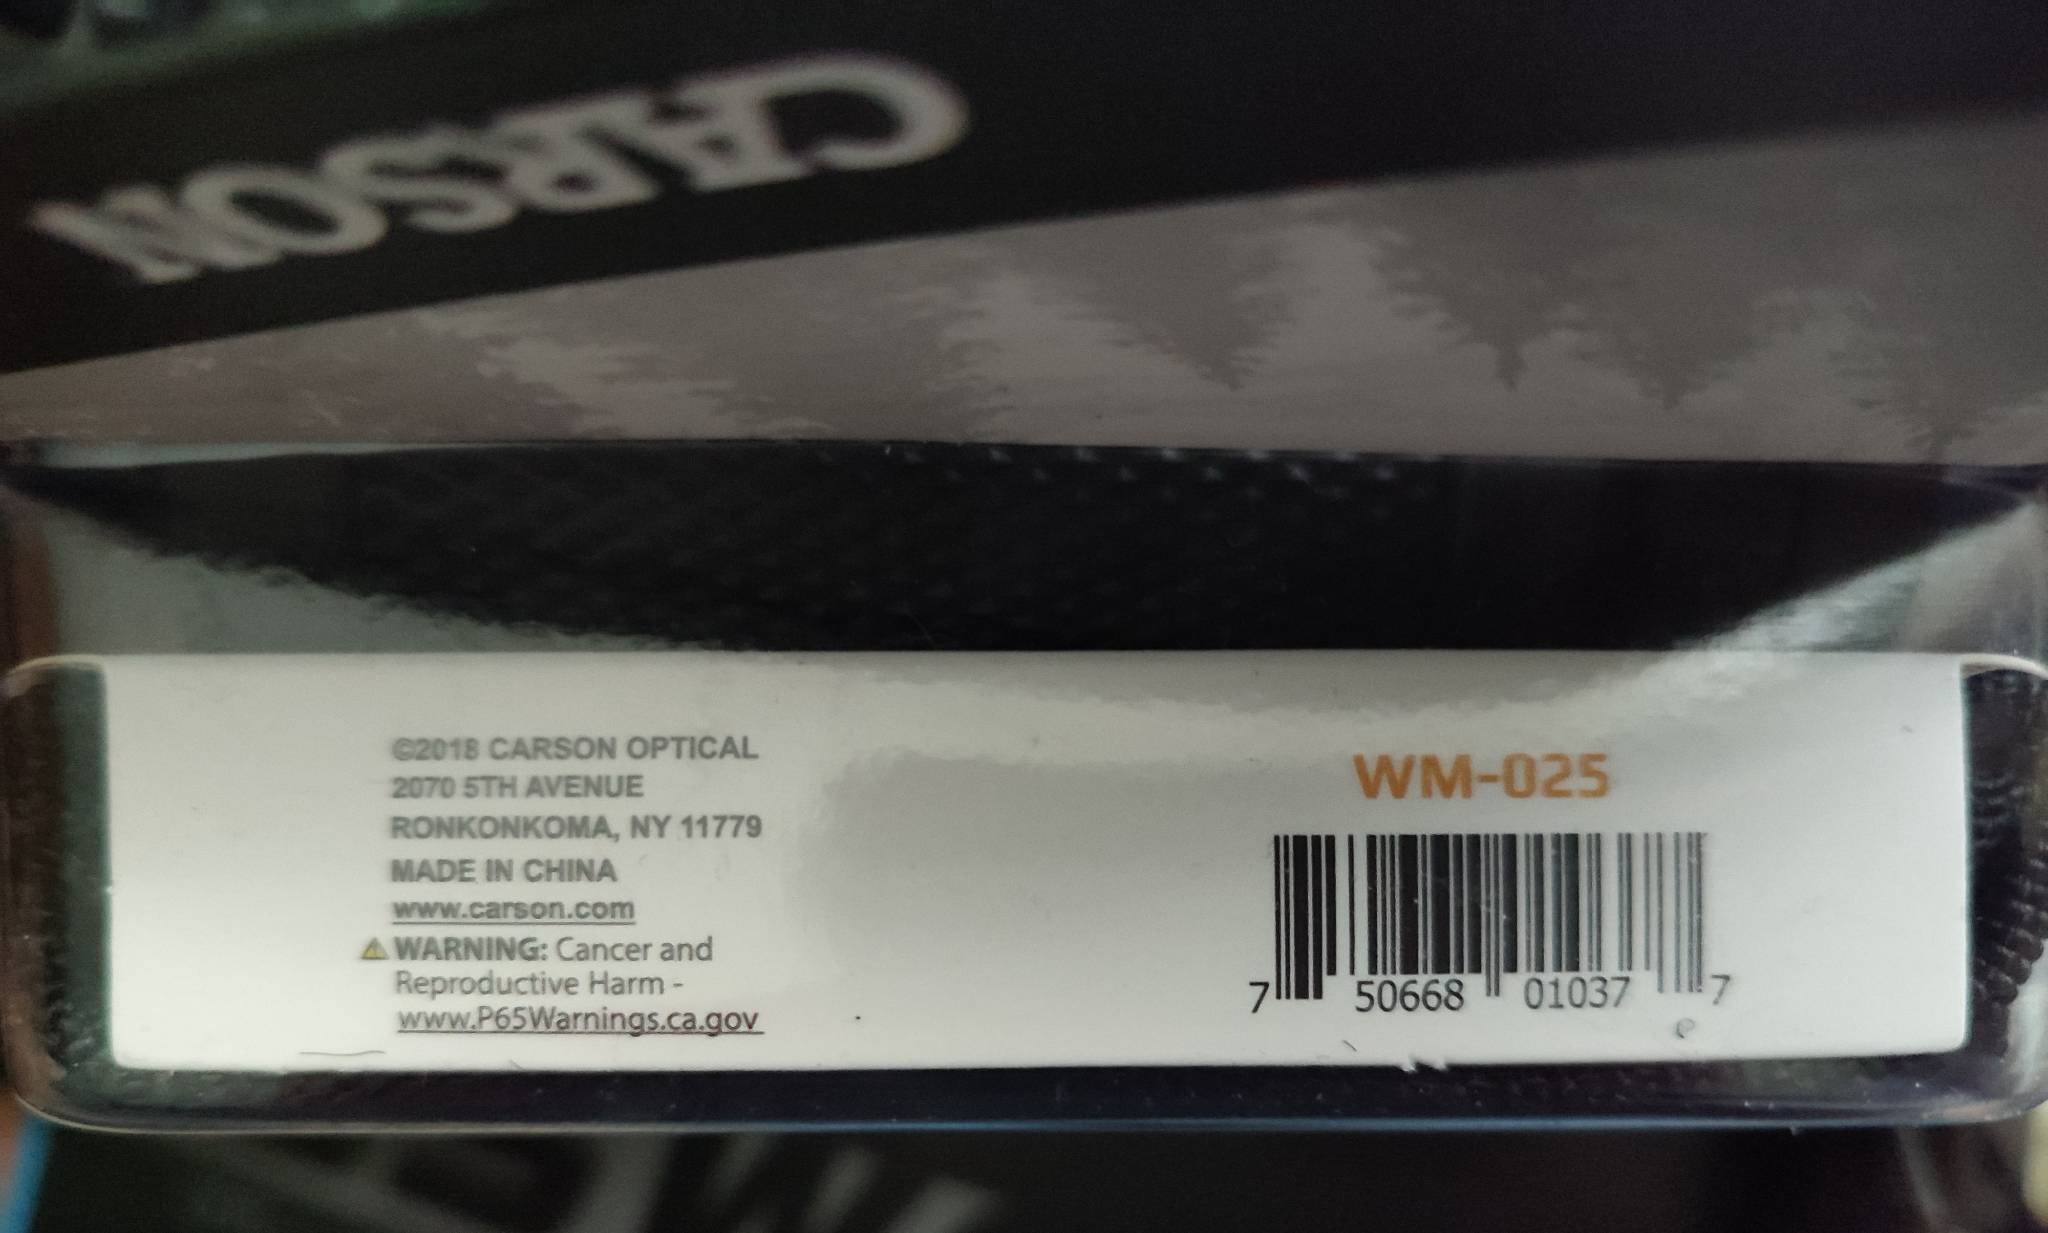 CARSON
©2018 CARSON OPTICAL
2070 5TH AVENUE
RONKONKOMA, NY 11779
MADE IN CHINA
www.carson.com
WARNING: Cancer and
Reproductive Harm -
www.P65Warnings.ca.gov
WM-025
7 50668 01037 7